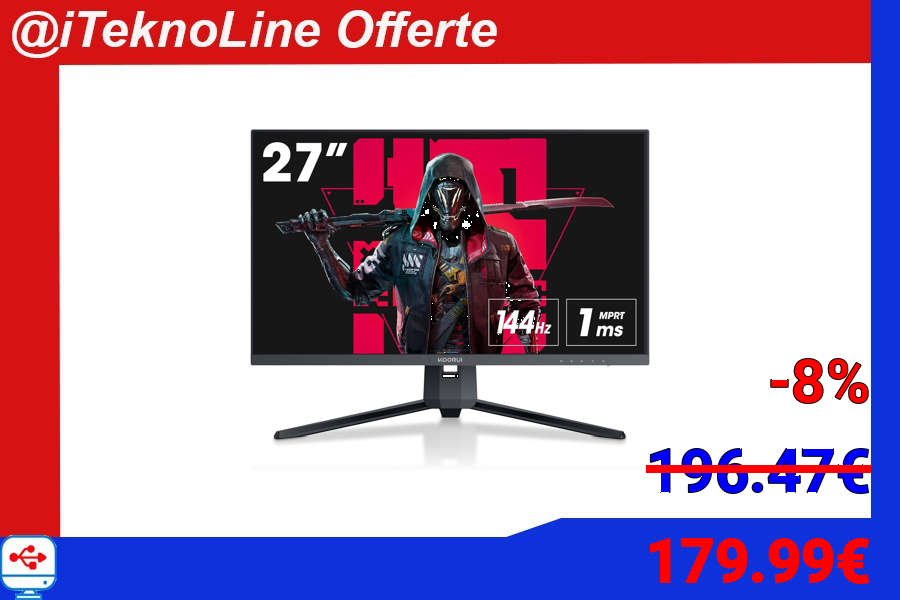 @iTeknoLine Offerte
27”
144Hz
1 MPRT
ms
KOORUI
-8%
196.47€
179.99€